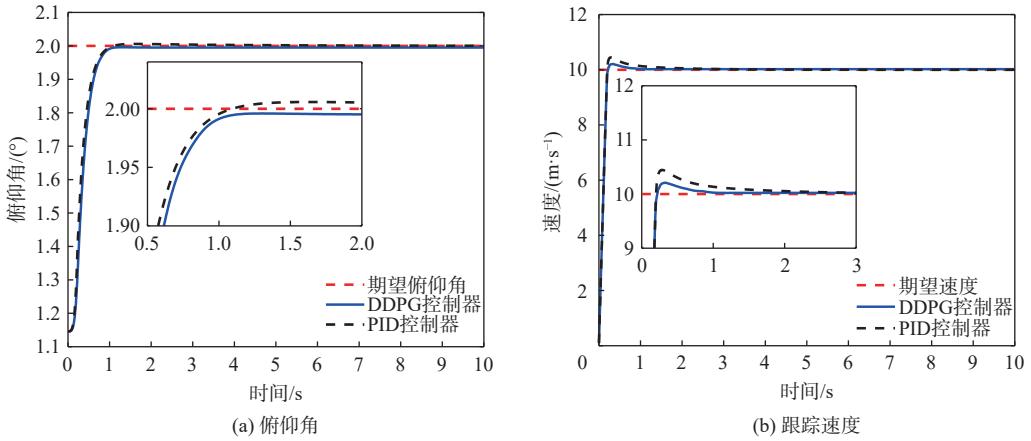 2.1
2.0
1.9
1.8
1.7
1.6
1.5
1.4
1.3
1.2
1.1
俯仰角/(°)
2.00
1.95
1.90
0.5 1.0 1.5 2.0
期望俯仰角
DDPG控制器
PID控制器
0 1 2 3 4 5 6 7 8 9 10
时间/s
(a) 俯仰角
12
10
8
6
4
2
速度/(m·s⁻¹)
12
11
10
9
0 1 2 3
期望速度
DDPG控制器
PID控制器
0 1 2 3 4 5 6 7 8 9 10
时间/s
(b) 跟踪速度